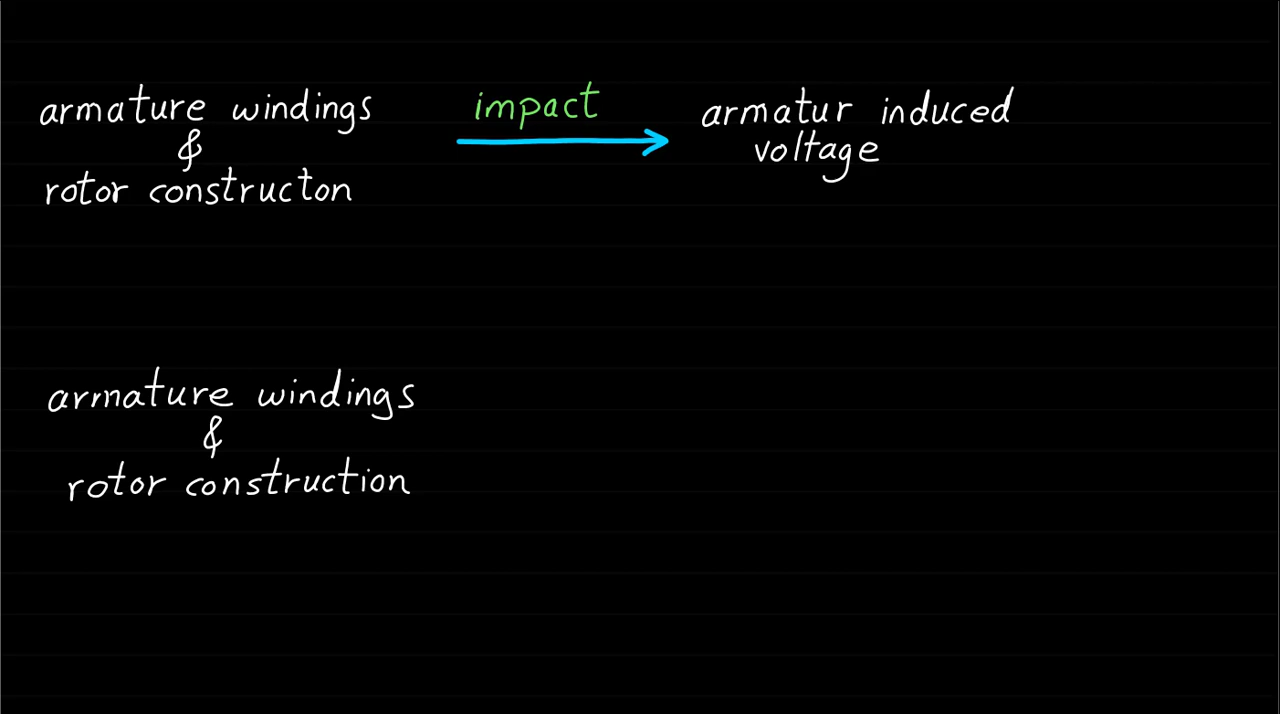 armature windings
&
rotor constructon
impact
armatur induced
voltage
armature windings
&
rotor construction